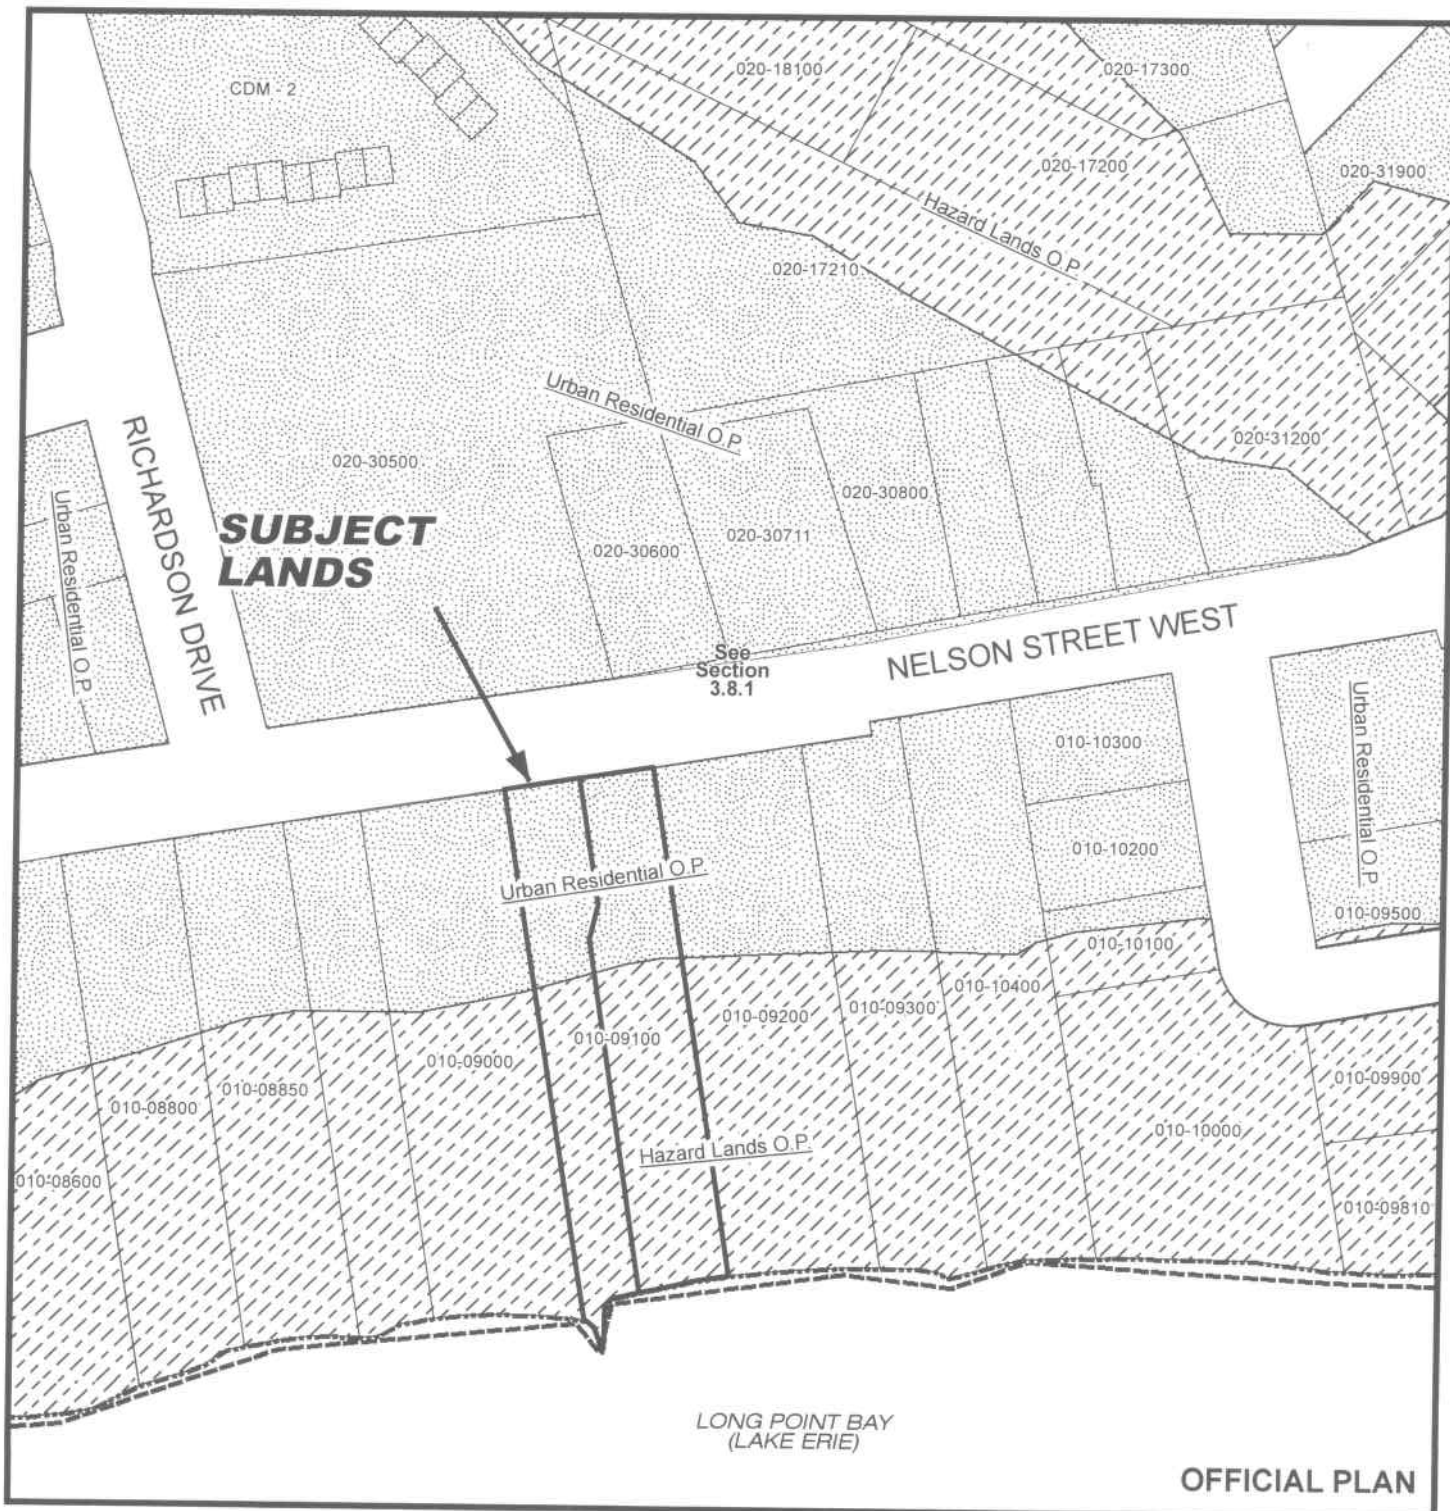 CDM - 2
020-18100
020-17300
020-17200
020-31900
Hazard Lands O.P.
020-17210
Urban Residential O.P.
020-31200
020-30500
020-30800
020-30711
020-30600
RICHARDSON DRIVE
Urban Residential O.P.
SUBJECT
LANDS
See
Section
3.8.1
NELSON STREET WEST
010-10300
010-10200
Urban Residential O.P.
010-09500
Urban Residential O.P.
010-10100
010-10400
010-09300
010-09200
010-09100
010-09000
010-08850
010-08800
010-08600
010-09900
010-10000
010-09810
Hazard Lands O.P.
LONG POINT BAY
(LAKE ERIE)
OFFICIAL PLAN